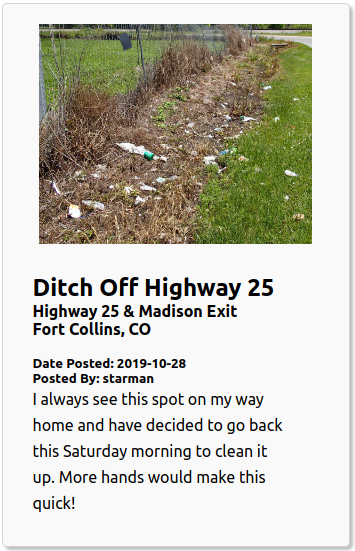 Ditch Off Highway 25
Highway 25 & Madison Exit
Fort Collins, CO
Date Posted: 2019-10-28
Posted By: starman
I always see this spot on my way
home and have decided to go back
this Saturday morning to clean it
up. More hands would make this
quick!